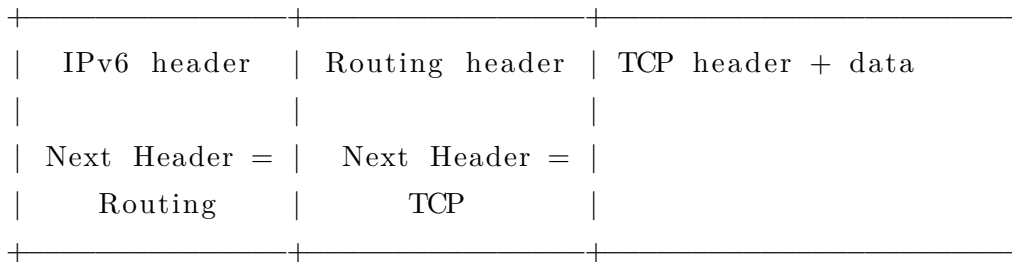 +---------------+----------------+------------------------
|  IPv6 header  | Routing header | TCP header + data
|               |                |
| Next Header = |  Next Header = |
|    Routing    |      TCP       |
+---------------+----------------+------------------------